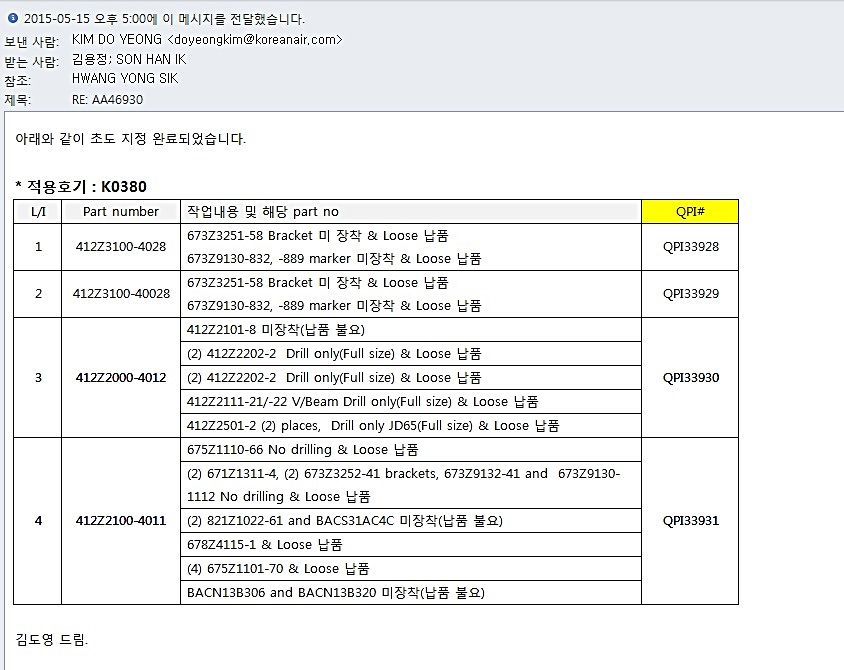 2015-05-15 오후 5:00에 이 메시지를 전달했습니다.
보낸 사람: KIM DO YEONG <doyeongkim@koreanair.com>
받는 사람: 김용정; SON HAN IK
참조: HWANG YONG SIK
제목: RE: AA46930
아래와 같이 초도 지정 완료되었습니다.
* 적용호기 : K0380
L/I Part number 작업내용 및 해당 part no QPI#
1 412Z3100-4028 673Z3251-58 Bracket 미 장착 & Loose 납품 QPI33928
673Z9130-832, -889 marker 미장착 & Loose 납품
2 412Z3100-40028 673Z3251-58 Bracket 미 장착 & Loose 납품 QPI33929
673Z9130-832, -889 marker 미장착 & Loose 납품
3 412Z2000-4012 412Z2101-8 미장착(납품 불요) QPI33930
(2) 412Z2202-2 Drill only(Full size) & Loose 납품
(2) 412Z2202-2 Drill only(Full size) & Loose 납품
412Z2111-21/-22 V/Beam Drill only(Full size) & Loose 납품
412Z2501-2 (2) places, Drill only JD65(Full size) & Loose 납품
4 412Z2100-4011 675Z1110-66 No drilling & Loose 납품 QPI33931
(2) 671Z1311-4, (2) 673Z3252-41 brackets, 673Z9132-41 and 673Z9130-
1112 No drilling & Loose 납품
(2) 821Z1022-61 and BACS31AC4C 미장착(납품 불요)
678Z4115-1 & Loose 납품
(4) 675Z1101-70 & Loose 납품
BACN13B306 and BACN13B320 미장착(납품 불요)
김도영 드림.